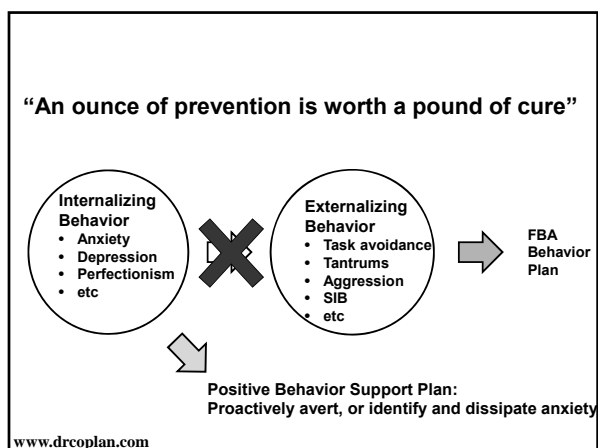 “An ounce of prevention is worth a pound of cure”
Internalizing
Behavior
• Anxiety
• Depression
• Perfectionism
• etc
Externalizing
Behavior
• Task avoidance
• Tantrums
• Aggression
• SIB
• etc
FBA
Behavior
Plan
Positive Behavior Support Plan:
Proactively avert, or identify and dissipate anxiety
www.drcoplan.com